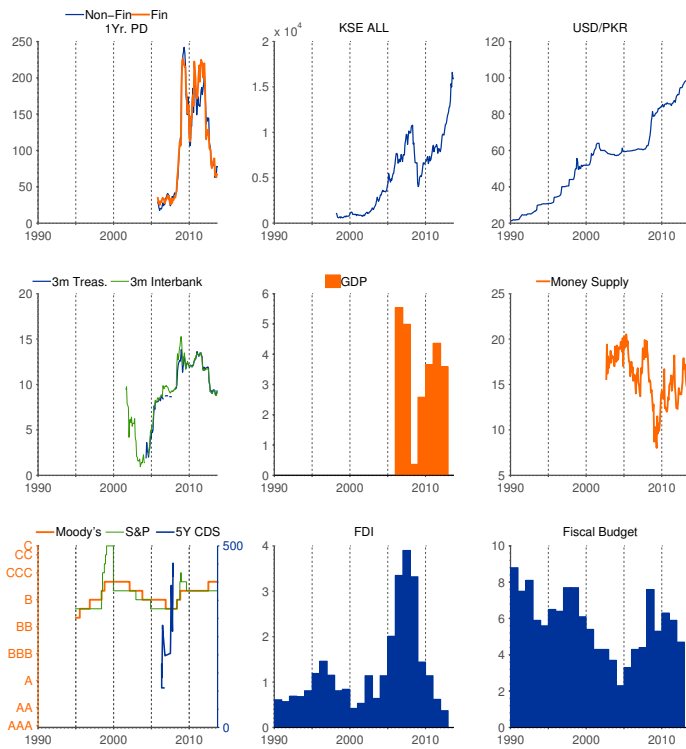 Non-Fin Fin
1Yr. PD
250
200
150
100
50
0
1990 2000 2010
x 10^4
KSE ALL
2
1.5
1
0.5
0
1990 2000 2010
USD/PKR
120
100
80
60
40
20
1990 2000 2010
3m Treas. 3m Interbank
20
15
10
5
0
1990 2000 2010
GDP
6
5
4
3
2
1
0
1990 2000 2010
Money Supply
25
20
15
10
5
1990 2000 2010
Moody's S&P 5Y CDS
C
CC
CCC
B
BB
BBB
A
AA
AAA
500
0
1990 2000 2010
FDI
4
3
2
1
0
1990 2000 2010
Fiscal Budget
10
8
6
4
2
0
1990 2000 2010